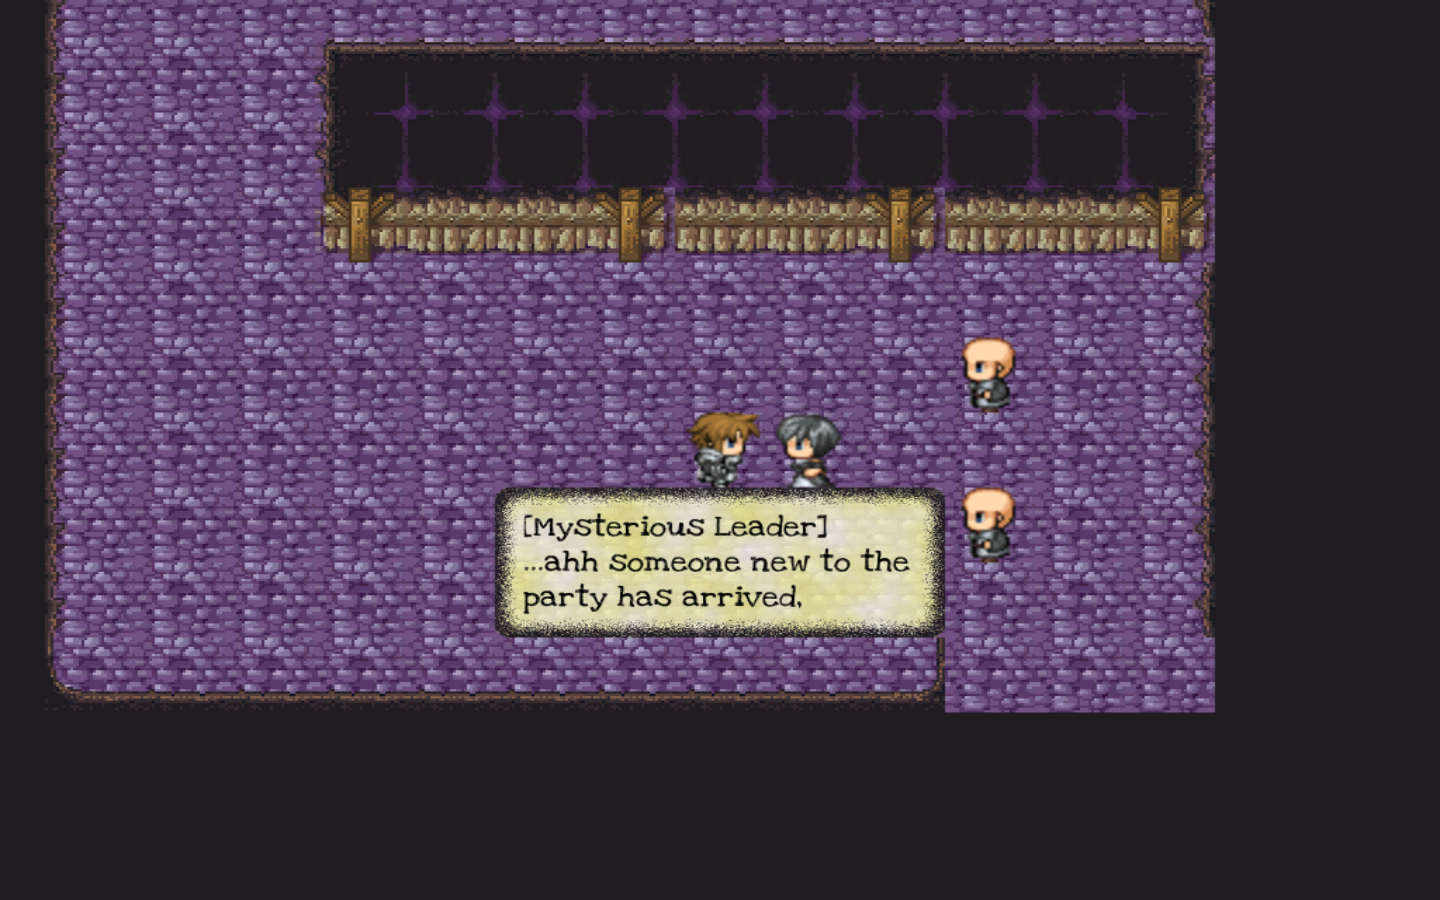 [Mysterious Leader]
...ahh someone new to the
party has arrived,